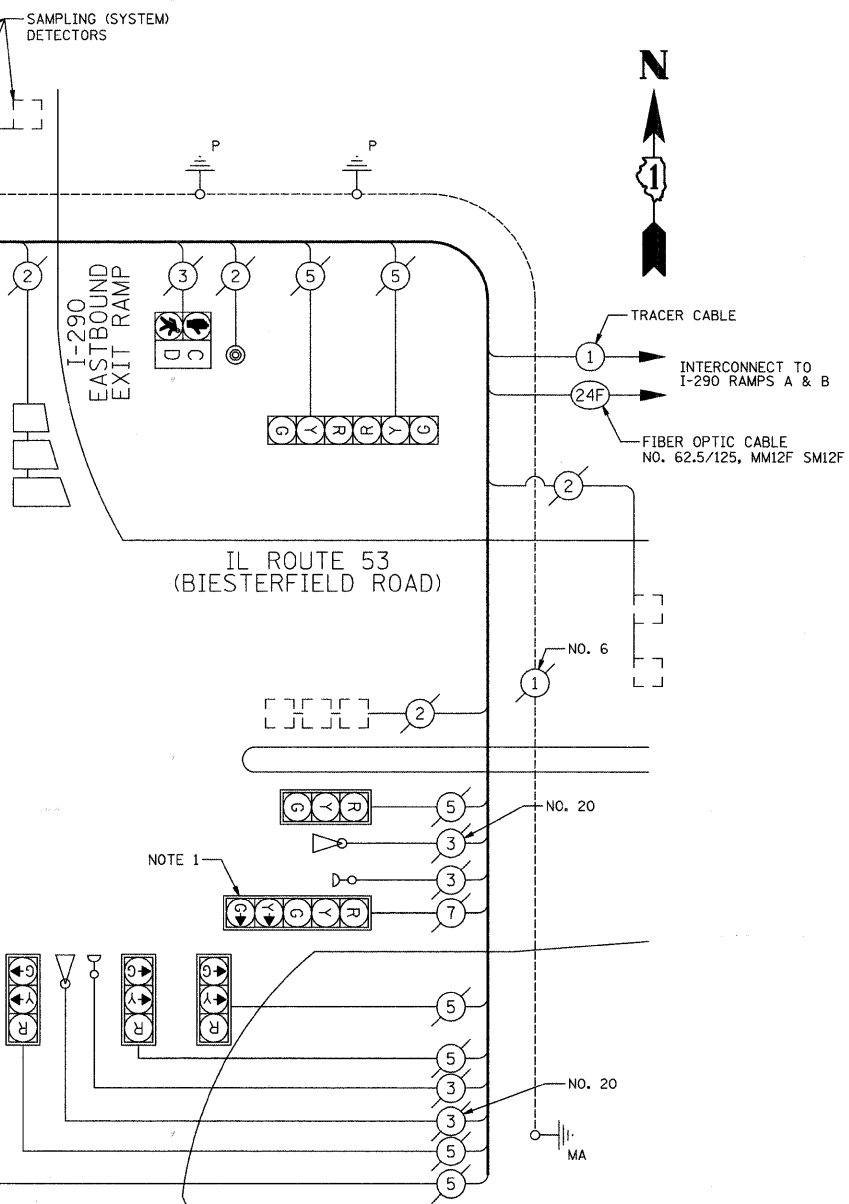 SAMPLING (SYSTEM)
DETECTORS
N
P
P
1
2
3
2
5
5
I-290
EASTBOUND
EXIT RAMP
C
D
TRACER CABLE
1
INTERCONNECT TO
I-290 RAMPS A & B
24F
FIBER OPTIC CABLE
NO. 62.5/125, MM12F SM12F
G Y R R Y G
2
IL ROUTE 53
(BIESTERFIELD ROAD)
NO. 6
1
2
G Y R
5
NO. 20
3
NOTE 1
3
G Y G Y R
7
G
Y
R
G
Y
R
G
Y
R
5
5
3
NO. 20
3
5
MA
5